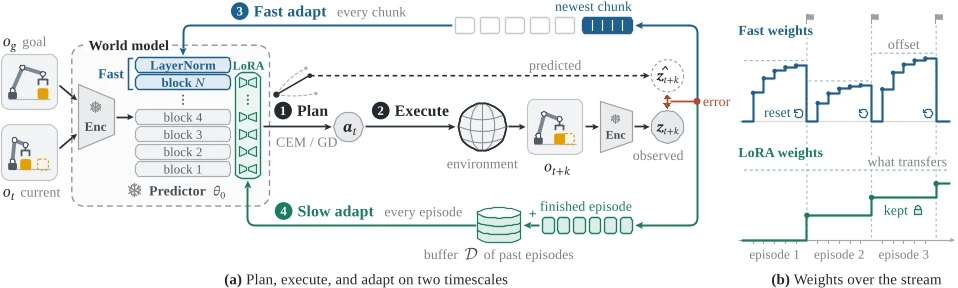 3 Fast adapt every chunk
newest chunk
o_g goal
World model
Fast
LayerNorm
block N
LoRA
block 4
block 3
block 2
block 1
Enc
Predictor θ_0
o_t current
1 Plan
CEM / GD
a_t
2 Execute
environment
o_{t+k}
Enc
predicted
ẑ_{t+k}
error
z_{t+k}
observed
4 Slow adapt every episode
+ finished episode
buffer 𝒟 of past episodes
(a) Plan, execute, and adapt on two timescales
Fast weights
offset
reset
LoRA weights
what transfers
kept
episode 1 episode 2 episode 3
(b) Weights over the stream